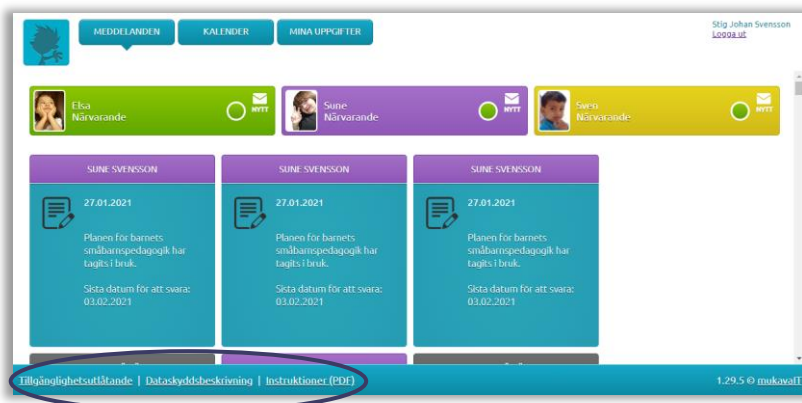 MEDDELANDEN
KALENDER
MINA UPPGIFTER
Stig Johan Svensson
Logga ut
Elsa
Närvarande
NYTT
Sune
Närvarande
NYTT
Sven
Närvarande
NYTT
SUNE SVENSSON
27.01.2021
Planen för barnets
småbarnspedagogik har
tagits i bruk.
Sista datum för att svara:
03.02.2021
SUNE SVENSSON
27.01.2021
Planen för barnets
småbarnspedagogik har
tagits i bruk.
Sista datum för att svara:
03.02.2021
SUNE SVENSSON
27.01.2021
Planen för barnets
småbarnspedagogik har
tagits i bruk.
Sista datum för att svara:
03.02.2021
Tillgänglighetsutlåtande | Dataskyddsbeskrivning | Instruktioner (PDF)
1.29.5 © mukavaIT